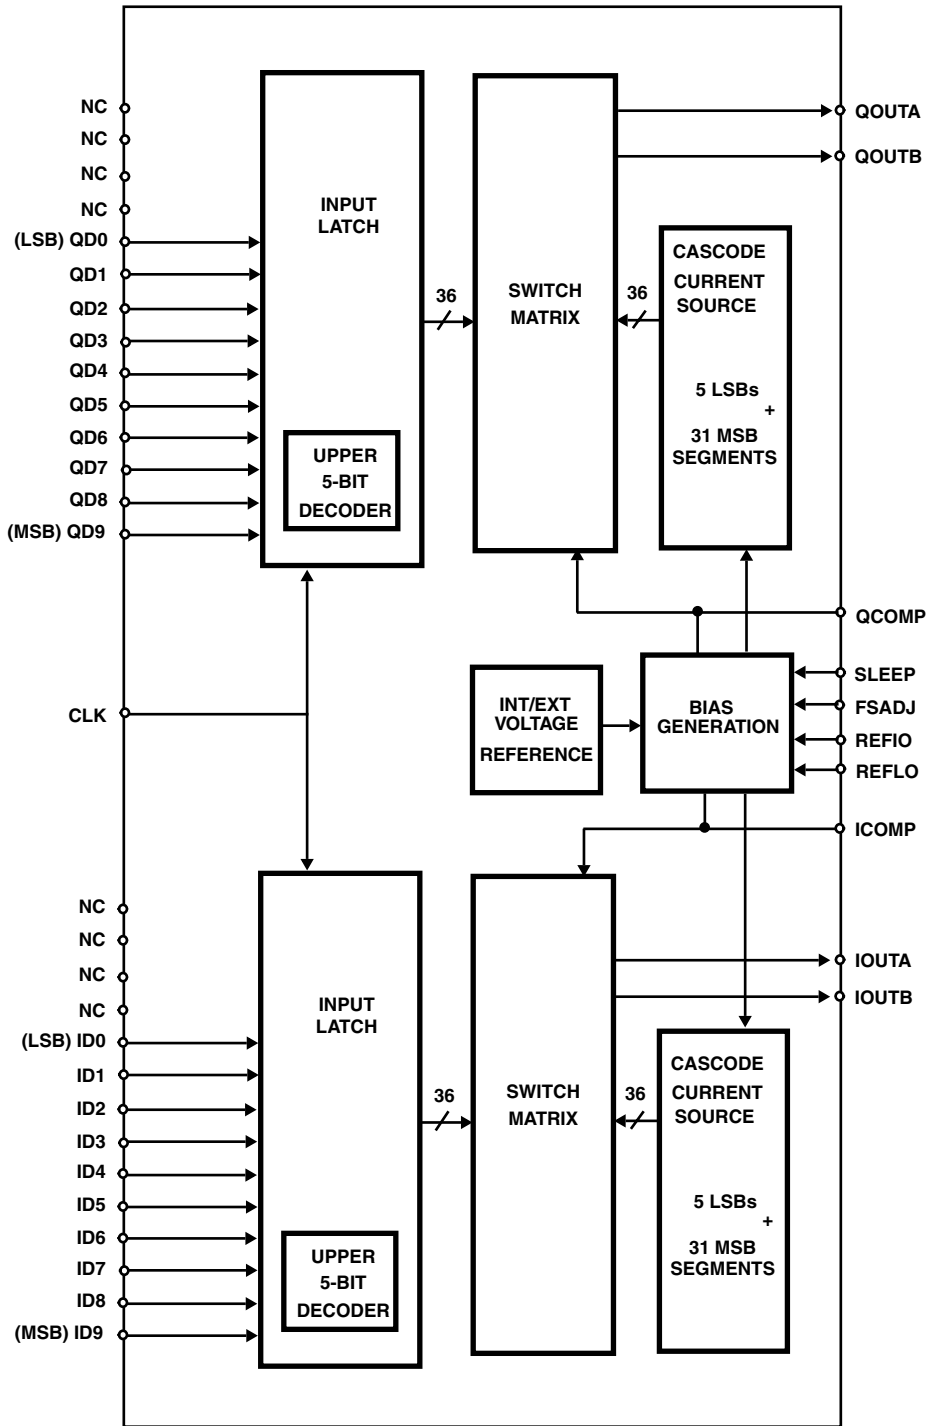 NC
NC
NC
NC
(LSB) QD0
QD1
QD2
QD3
QD4
QD5
QD6
QD7
QD8
(MSB) QD9
INPUT
LATCH
UPPER
5-BIT
DECODER
36
SWITCH
MATRIX
36
CASCODE
CURRENT
SOURCE
5 LSBs
+
31 MSB
SEGMENTS
QOUTA
QOUTB
QCOMP
CLK
INT/EXT
VOLTAGE
REFERENCE
BIAS
GENERATION
SLEEP
FSADJ
REFIO
REFLO
ICOMP
NC
NC
NC
NC
(LSB) ID0
ID1
ID2
ID3
ID4
ID5
ID6
ID7
ID8
(MSB) ID9
INPUT
LATCH
UPPER
5-BIT
DECODER
36
SWITCH
MATRIX
36
CASCODE
CURRENT
SOURCE
5 LSBs
+
31 MSB
SEGMENTS
IOUTA
IOUTB